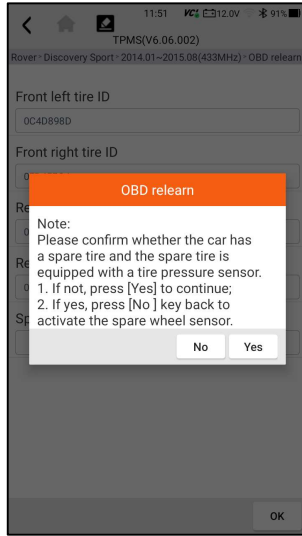 11:51 VCI 12.0V 91%
TPMS(V6.06.002)
Rover>Discovery Sport>2014.01~2015.08(433MHz)>OBD relearn
Front left tire ID
0C4D898D
Front right tire ID
OBD relearn
Note:
Please confirm whether the car has
a spare tire and the spare tire is
equipped with a tire pressure sensor.
1. If not, press [Yes] to continue;
2. If yes, press [No ] key back to
activate the spare wheel sensor.
No Yes
OK